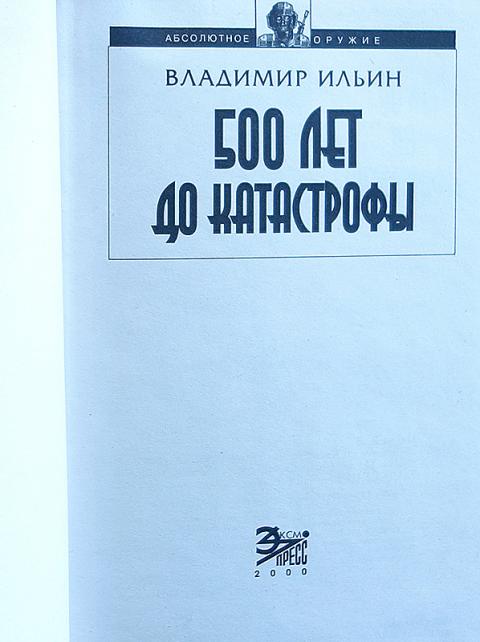 АБСОЛЮТНОЕ ОРУЖИЕ
ВЛАДИМИР ИЛЬИН
500 ЛЕТ
ДО КАТАСТРОФЫ
ЭКСМО
ПРЕСС
2000